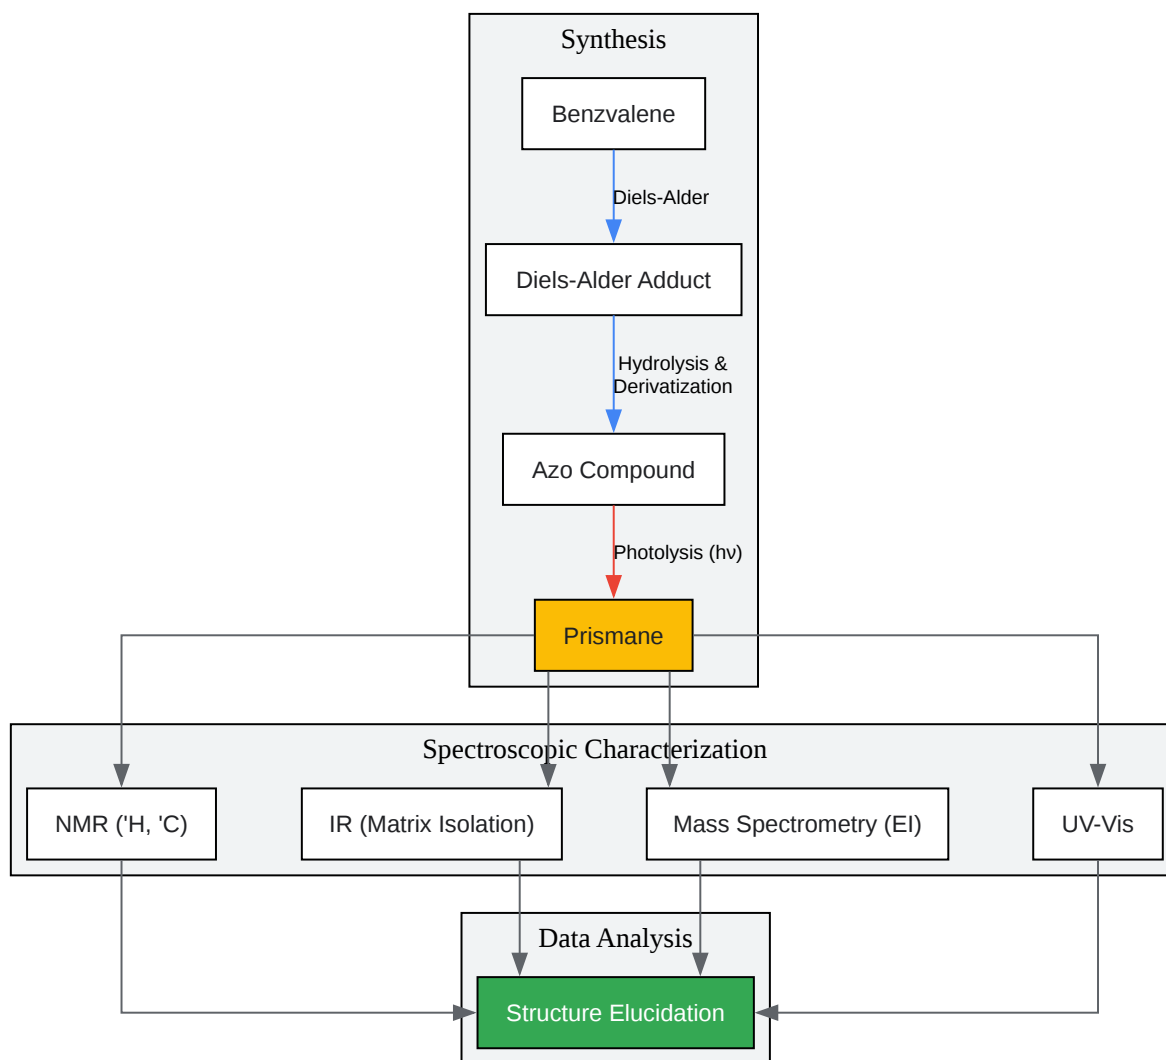 Synthesis
Benzvalene
Diels-Alder
Diels-Alder Adduct
Hydrolysis &
Derivatization
Azo Compound
Photolysis (hν)
Prismane
Spectroscopic Characterization
NMR ('H, 'C)
IR (Matrix Isolation)
Mass Spectrometry (EI)
UV-Vis
Data Analysis
Structure Elucidation